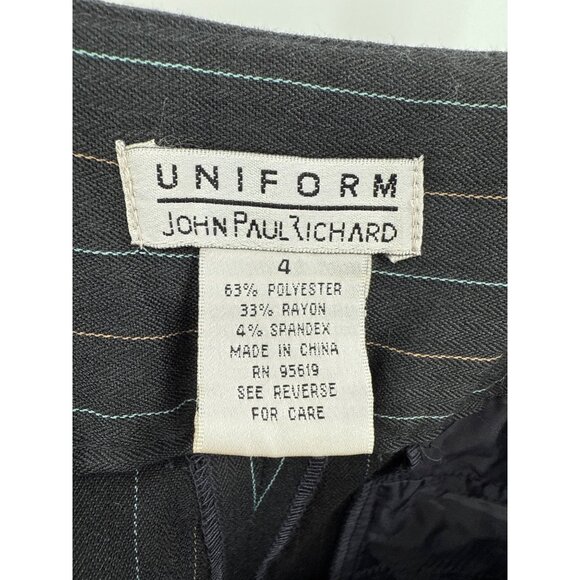 UNIFORM
JOHN PAUL RICHARD
4
63% POLYESTER
33% RAYON
4% SPANDEX
MADE IN CHINA
RN 95619
SEE REVERSE
FOR CARE